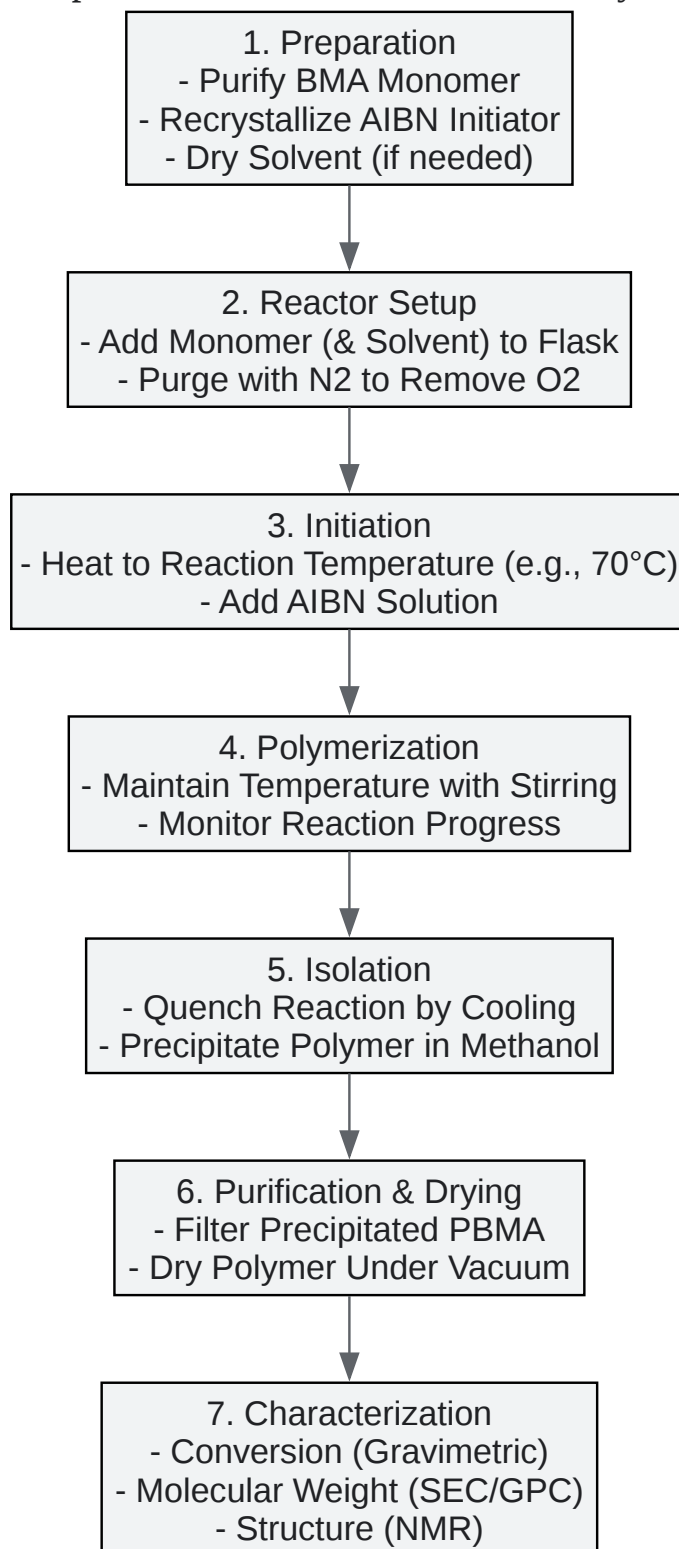 1. Preparation
- Purify BMA Monomer
- Recrystallize AIBN Initiator
- Dry Solvent (if needed)
2. Reactor Setup
- Add Monomer (& Solvent) to Flask
- Purge with N2 to Remove O2
3. Initiation
- Heat to Reaction Temperature (e.g., 70°C)
- Add AIBN Solution
4. Polymerization
- Maintain Temperature with Stirring
- Monitor Reaction Progress
5. Isolation
- Quench Reaction by Cooling
- Precipitate Polymer in Methanol
6. Purification & Drying
- Filter Precipitated PBMA
- Dry Polymer Under Vacuum
7. Characterization
- Conversion (Gravimetric)
- Molecular Weight (SEC/GPC)
- Structure (NMR)